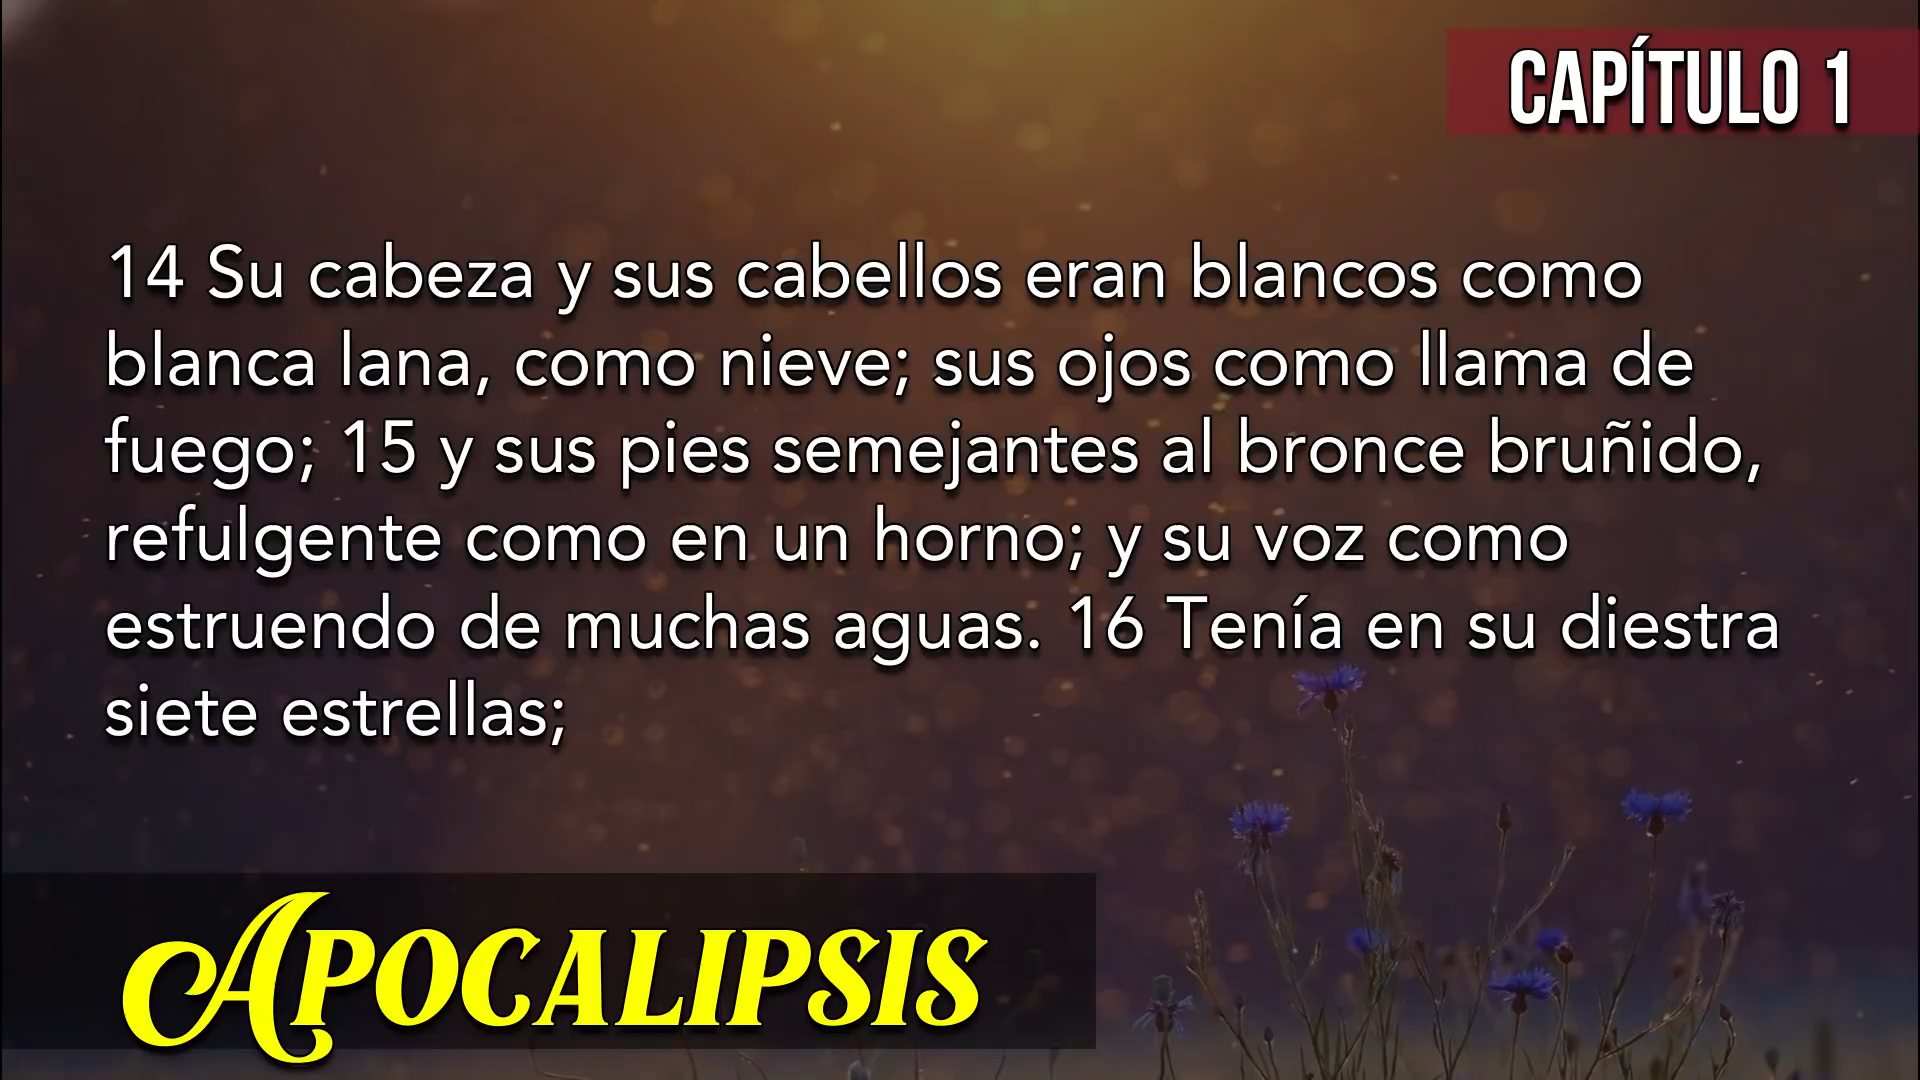 CAPÍTULO 1
14 Su cabeza y sus cabellos eran blancos como
blanca lana, como nieve; sus ojos como llama de
fuego; 15 y sus pies semejantes al bronce bruñido,
refulgente como en un horno; y su voz como
estruendo de muchas aguas. 16 Tenía en su diestra
siete estrellas;
APOCALIPSIS